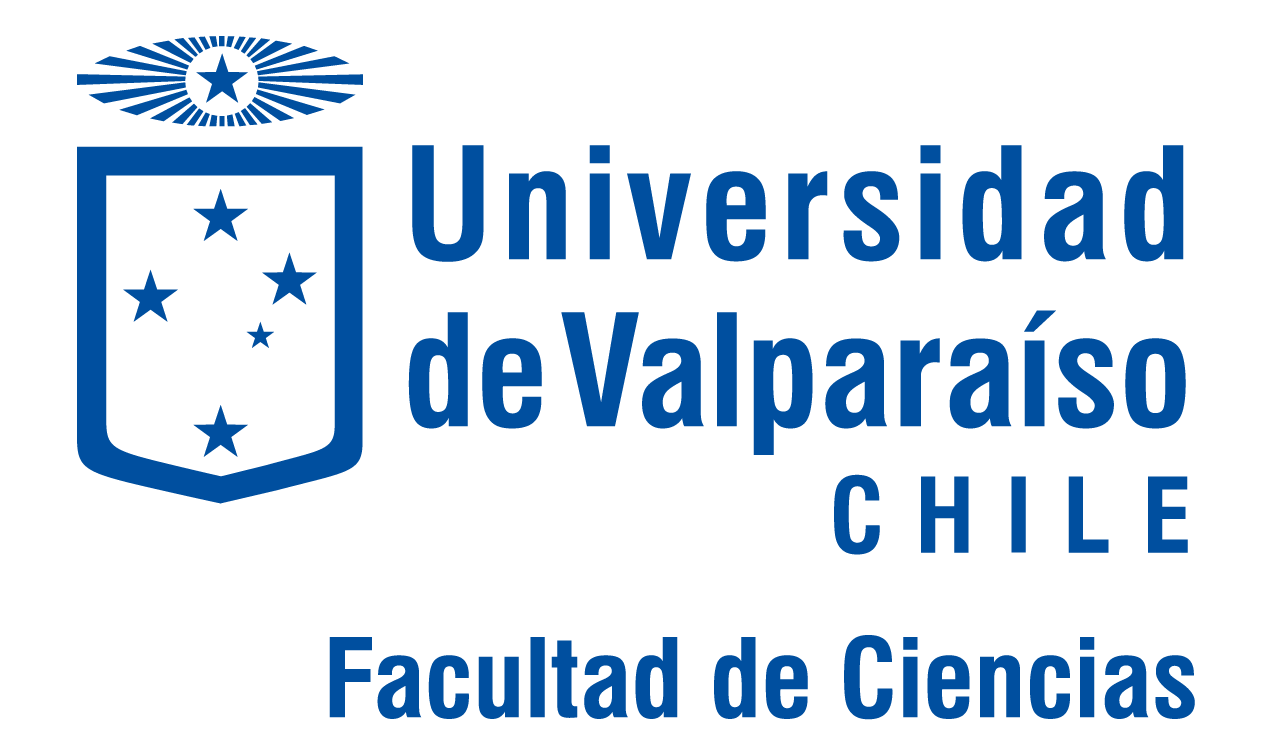 Universidad
de Valparaíso
CHILE
Facultad de Ciencias